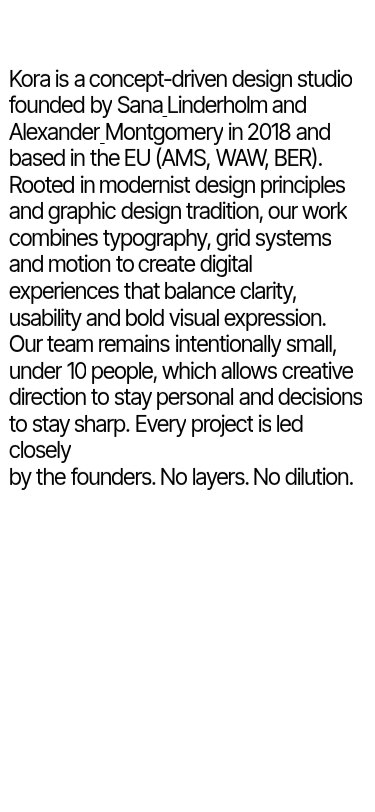 Kora is a concept-driven design studio
founded by Sana Linderholm and
Alexander Montgomery in 2018 and
based in the EU (AMS, WAW, BER).
Rooted in modernist design principles
and graphic design tradition, our work
combines typography, grid systems
and motion to create digital
experiences that balance clarity,
usability and bold visual expression.
Our team remains intentionally small,
under 10 people, which allows creative
direction to stay personal and decisions
to stay sharp. Every project is led
closely
by the founders. No layers. No dilution.